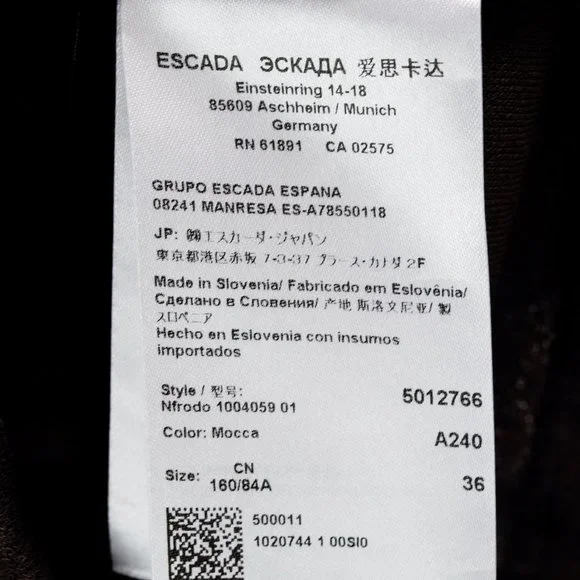 ESCADA ЭСКАДА 爱思卡达
Einsteinring 14-18
85609 Aschheim / Munich
Germany
RN 61891 CA 02575
GRUPO ESCADA ESPANA
08241 MANRESA ES-A78550118
JP: ㈱エスカーダ・ジャパン
東京都港区赤坂 7-3-37 プラース・カナダ 2F
Made in Slovenia/ Fabricado em Eslovênia/
Сделано в Словения/ 产地 斯洛文尼亚/ 製
スロベニア
Hecho en Eslovenia con insumos
importados
Style / 型号:
5012766
Nfrodo 1004059 01
Color: Mocca A240
CN
Size: 160/84A 36
500011
1020744 1 00SI0